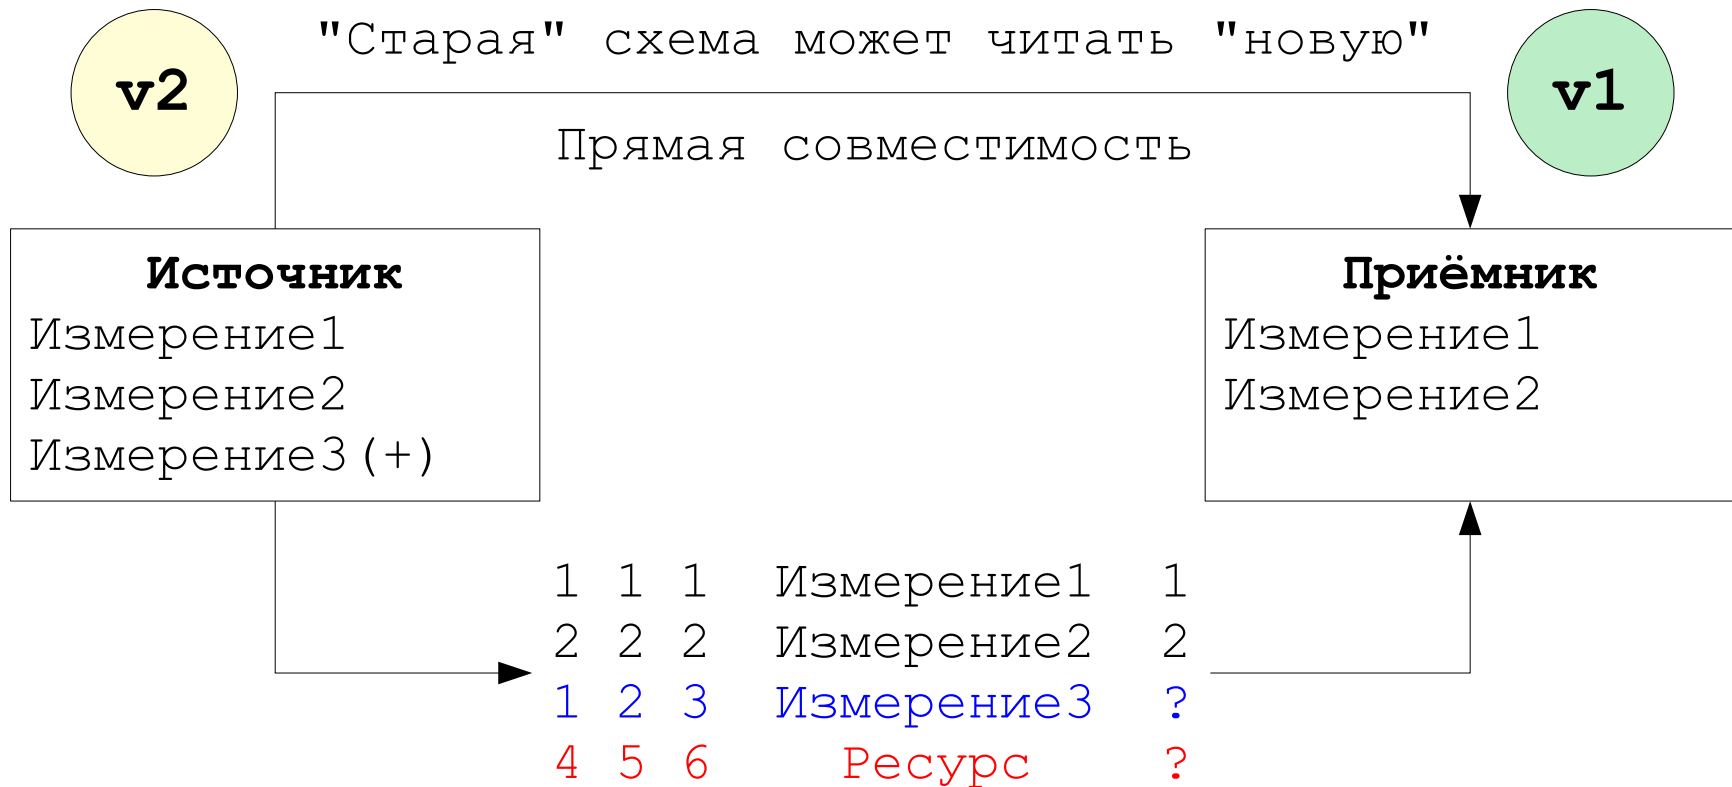 v2
"Старая" схема может читать "новую"
v1
Прямая совместимость
Источник
Измерение1
Измерение2
Измерение3(+)
Приёмник
Измерение1
Измерение2
1 1 1 Измерение1 1
2 2 2 Измерение2 2
1 2 3 Измерение3 ?
4 5 6 Ресурс ?